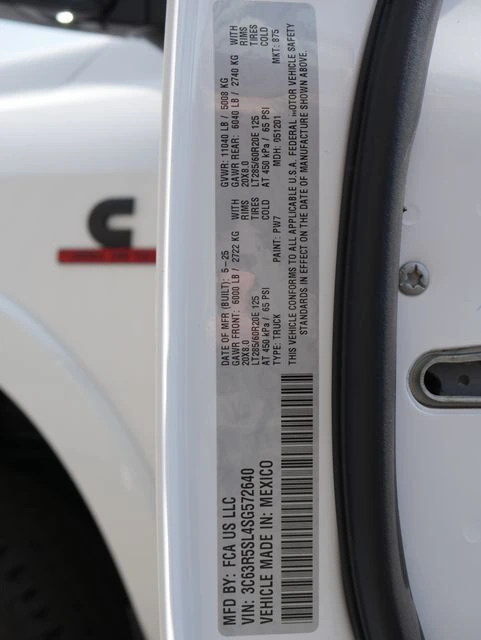 MFD BY: FCA US LLC
VIN: 3C63R5SL4SG572640
VEHICLE MADE IN: MEXICO
DATE OF MFR (BUILT): 5-25 GVWR: 11040 LB / 5008 KG
GAWR FRONT: 6000 LB / 2722 KG WITH GAWR REAR: 6040 LB / 2740 KG WITH
20X8.0 RIMS 20X8.0 RIMS
LT285/60R20E 125 TIRES LT285/60R20E 125 TIRES
AT 450 kPa / 65 PSI COLD AT 450 kPa / 65 PSI COLD
TYPE: TRUCK PAINT: PW7 MDH: 051201 MKT: 875
THIS VEHICLE CONFORMS TO ALL APPLICABLE U.S.A. FEDERAL MOTOR VEHICLE SAFETY
STANDARDS IN EFFECT ON THE DATE OF MANUFACTURE SHOWN ABOVE.